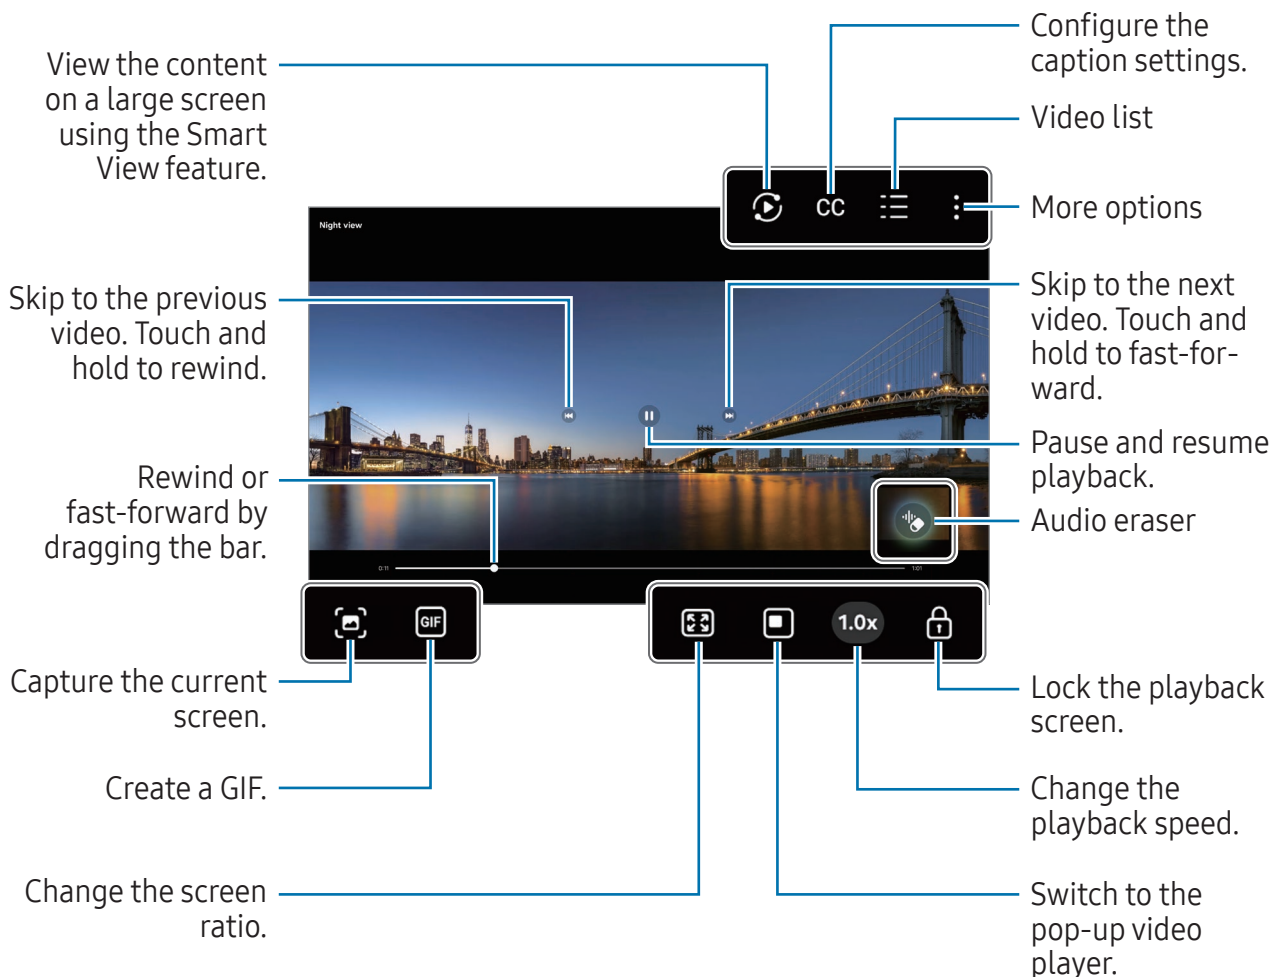 View the content
on a large screen
using the Smart
View feature.
Configure the
caption settings.
Video list
More options
CC
Night view
Skip to the previous
video. Touch and
hold to rewind.
Skip to the next
video. Touch and
hold to fast-for-
ward.
Pause and resume
playback.
Rewind or
fast-forward by
dragging the bar.
Audio eraser
0:11
1:01
GIF
1.0x
Capture the current
screen.
Create a GIF.
Change the screen
ratio.
Lock the playback
screen.
Change the
playback speed.
Switch to the
pop-up video
player.